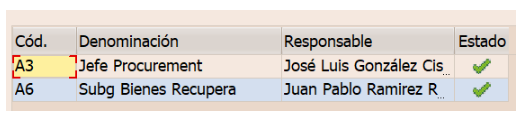 Cód. Denominación Responsable Estado
A3 Jefe Procurement José Luis González Cis...
A6 Subg Bienes Recupera Juan Pablo Ramirez R...